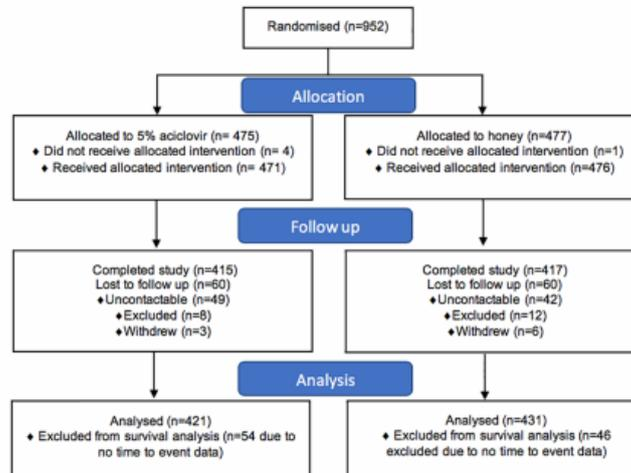 Randomised (n=952)
Allocation
Allocated to 5% aciclovir (n= 475)
♦ Did not receive allocated intervention (n= 4)
♦ Received allocated intervention (n= 471)
Allocated to honey (n=477)
♦ Did not receive allocated intervention (n=1)
♦ Received allocated intervention (n=476)
Follow up
Completed study (n=415)
Lost to follow up (n=60)
♦Uncontactable (n=49)
♦Excluded (n=8)
♦Withdrew (n=3)
Completed study (n=417)
Lost to follow up (n=60)
♦Uncontactable (n=42)
♦Excluded (n=12)
♦Withdrew (n=6)
Analysis
Analysed (n=421)
♦ Excluded from survival analysis (n=54 due to
no time to event data)
Analysed (n=431)
♦ Excluded from survival analysis (n=46
excluded due to no time to event data)